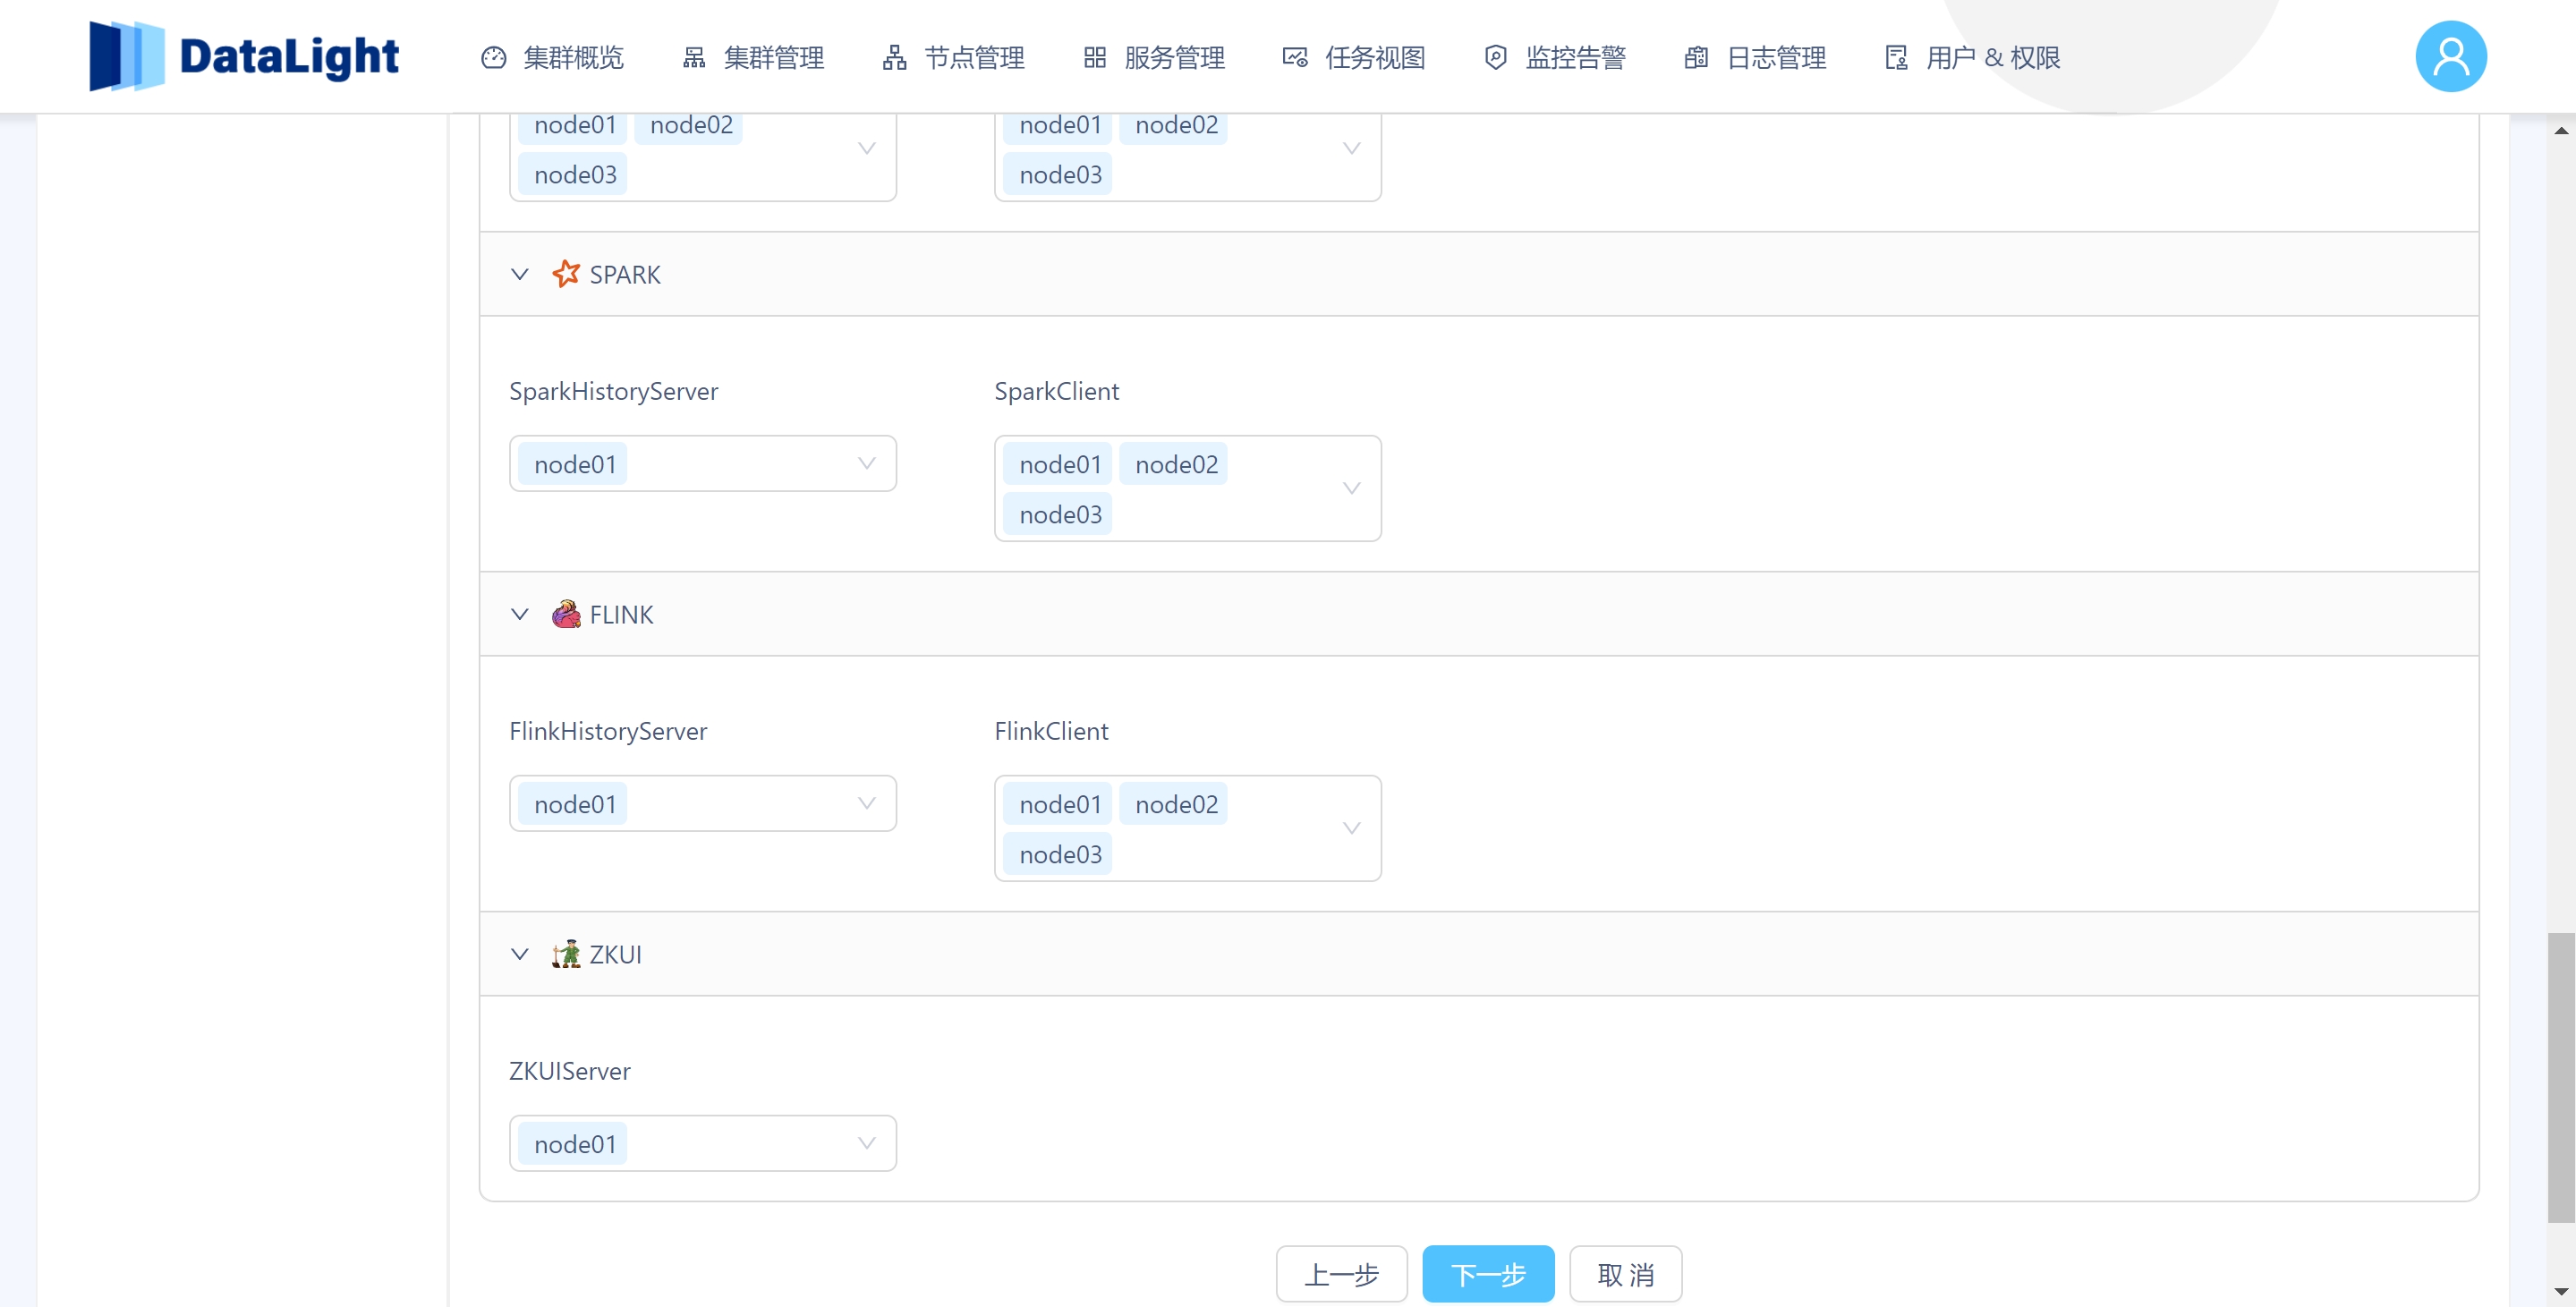 DataLight 集群概览 集群管理 节点管理 服务管理 任务视图 监控告警 日志管理 用户 & 权限
node01 node02 node01 node02
node03 node03
SPARK
SparkHistoryServer SparkClient
node01 node01 node02
node03
FLINK
FlinkHistoryServer FlinkClient
node01 node01 node02
node03
ZKUI
ZKUIServer
node01
上一步 下一步 取 消